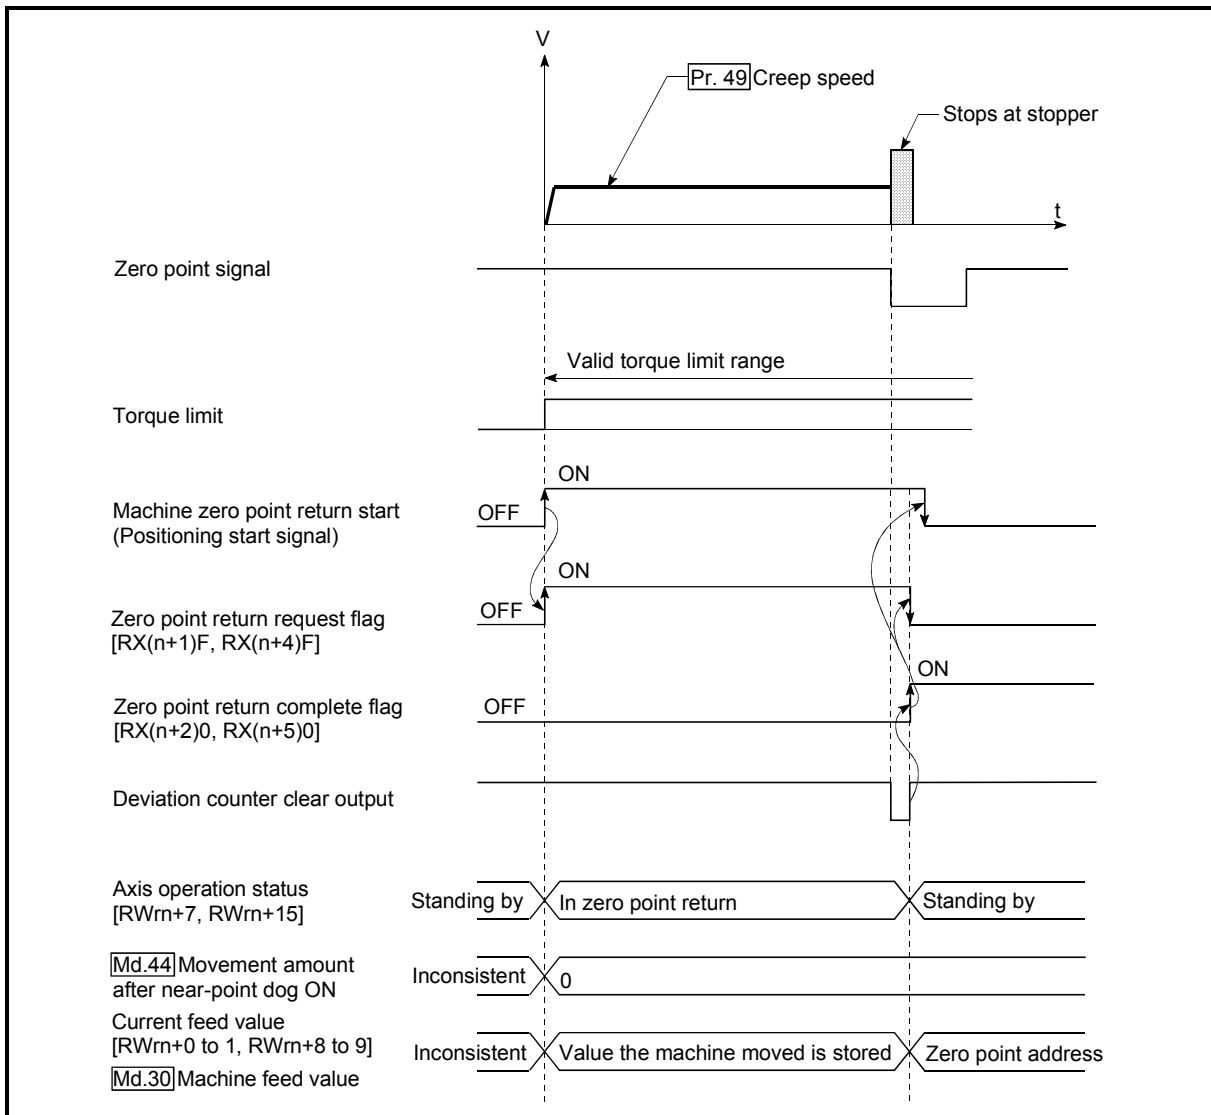 V
Pr. 49 Creep speed
Stops at stopper
t
Zero point signal
Valid torque limit range
Torque limit
ON
Machine zero point return start
(Positioning start signal)
OFF
ON
Zero point return request flag
[RX(n+1)F, RX(n+4)F]
OFF
ON
Zero point return complete flag
[RX(n+2)0, RX(n+5)0]
OFF
Deviation counter clear output
Axis operation status
[RWrn+7, RWrn+15]
Standing by
In zero point return
Standing by
Md.44 Movement amount
after near-point dog ON
Inconsistent
0
Current feed value
[RWrn+0 to 1, RWrn+8 to 9]
Md.30 Machine feed value
Inconsistent
Value the machine moved is stored
Zero point address